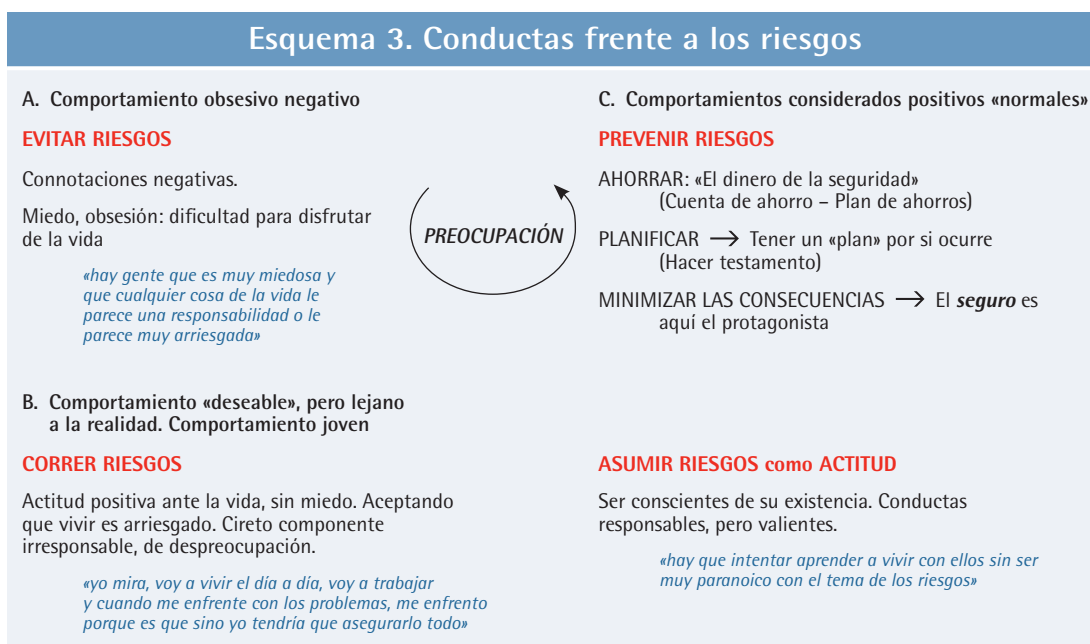 Esquema 3. Conductas frente a los riesgos
A. Comportamiento obsesivo negativo
EVITAR RIESGOS
Connotaciones negativas.
Miedo, obsesión: dificultad para disfrutar
de la vida
«hay gente que es muy miedosa y
que cualquier cosa de la vida le
parece una responsabilidad o le
parece muy arriesgada»
PREOCUPACIÓN
C. Comportamientos considerados positivos «normales»
PREVENIR RIESGOS
AHORRAR: «El dinero de la seguridad»
(Cuenta de ahorro – Plan de ahorros)
PLANIFICAR → Tener un «plan» por si ocurre
(Hacer testamento)
MINIMIZAR LAS CONSECUENCIAS → El seguro es
aquí el protagonista
B. Comportamiento «deseable», pero lejano
a la realidad. Comportamiento joven
CORRER RIESGOS
Actitud positiva ante la vida, sin miedo. Aceptando
que vivir es arriesgado. Cireto componente
irresponsable, de despreocupación.
«yo mira, voy a vivir el día a día, voy a trabajar
y cuando me enfrente con los problemas, me enfrento
porque es que sino yo tendría que asegurarlo todo»
ASUMIR RIESGOS como ACTITUD
Ser conscientes de su existencia. Conductas
responsables, pero valientes.
«hay que intentar aprender a vivir con ellos sin ser
muy paranoico con el tema de los riesgos»